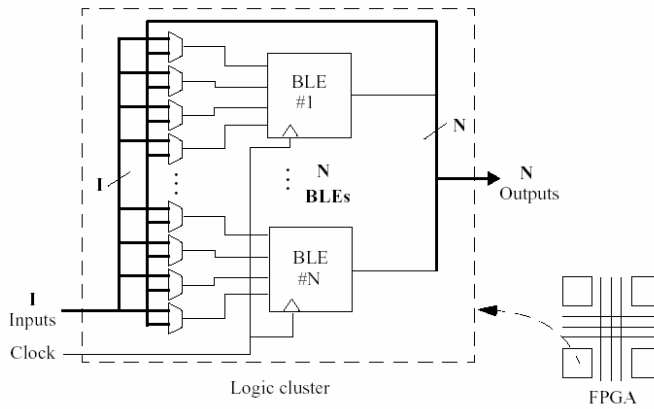 BLE
#1
N
I
N
BLEs
N
Outputs
BLE
#N
I
Inputs
Clock
Logic cluster
FPGA